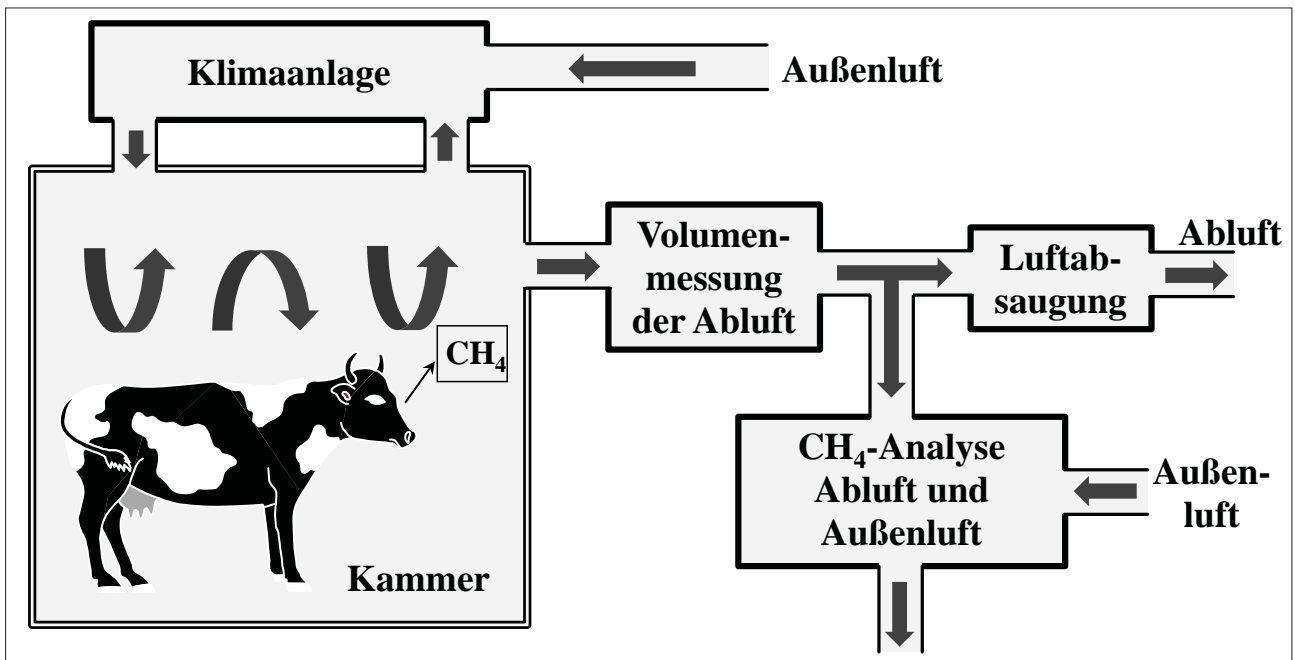 Klimaanlage
Außenluft
Volumen-
messung
der Abluft
Luftab-
saugung
Abluft
CH₄
Kammer
CH₄-Analyse
Abluft und
Außenluft
Außen-
luft